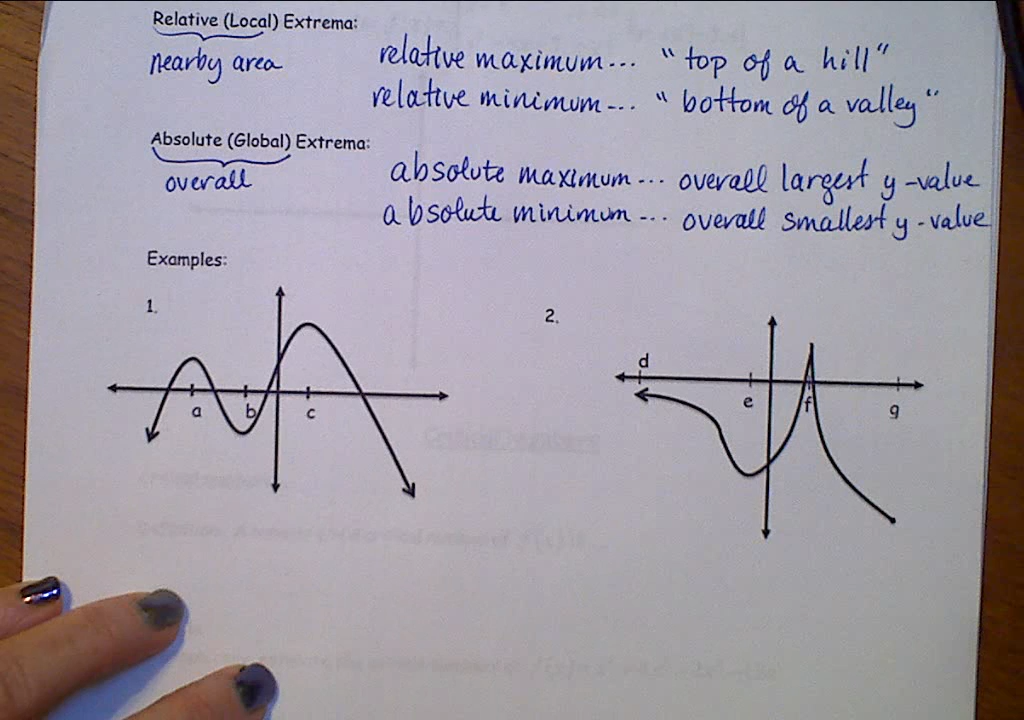 Relative (Local) Extrema:
nearby area
relative maximum... "top of a hill"
relative minimum... "bottom of a valley"
Absolute (Global) Extrema:
overall
absolute maximum... overall largest y-value
absolute minimum... overall smallest y-value
Examples:
1.
2.
a b c
d
e f g